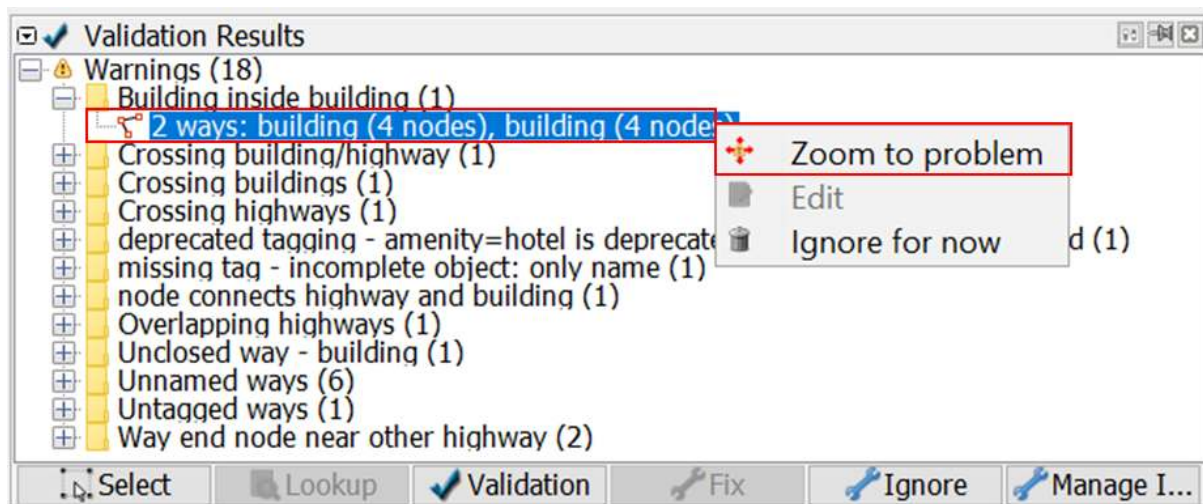 Validation Results
Warnings (18)
Building inside building (1)
2 ways: building (4 nodes), building (4 nodes)
Zoom to problem
Crossing building/highway (1)
Crossing buildings (1)
Edit
Crossing highways (1)
deprecated tagging - amenity=hotel is deprecate
Ignore for now
d (1)
missing tag - incomplete object: only name (1)
node connects highway and building (1)
Overlapping highways (1)
Unclosed way - building (1)
Unnamed ways (6)
Untagged ways (1)
Way end node near other highway (2)
Select Lookup Validation Fix Ignore Manage I...